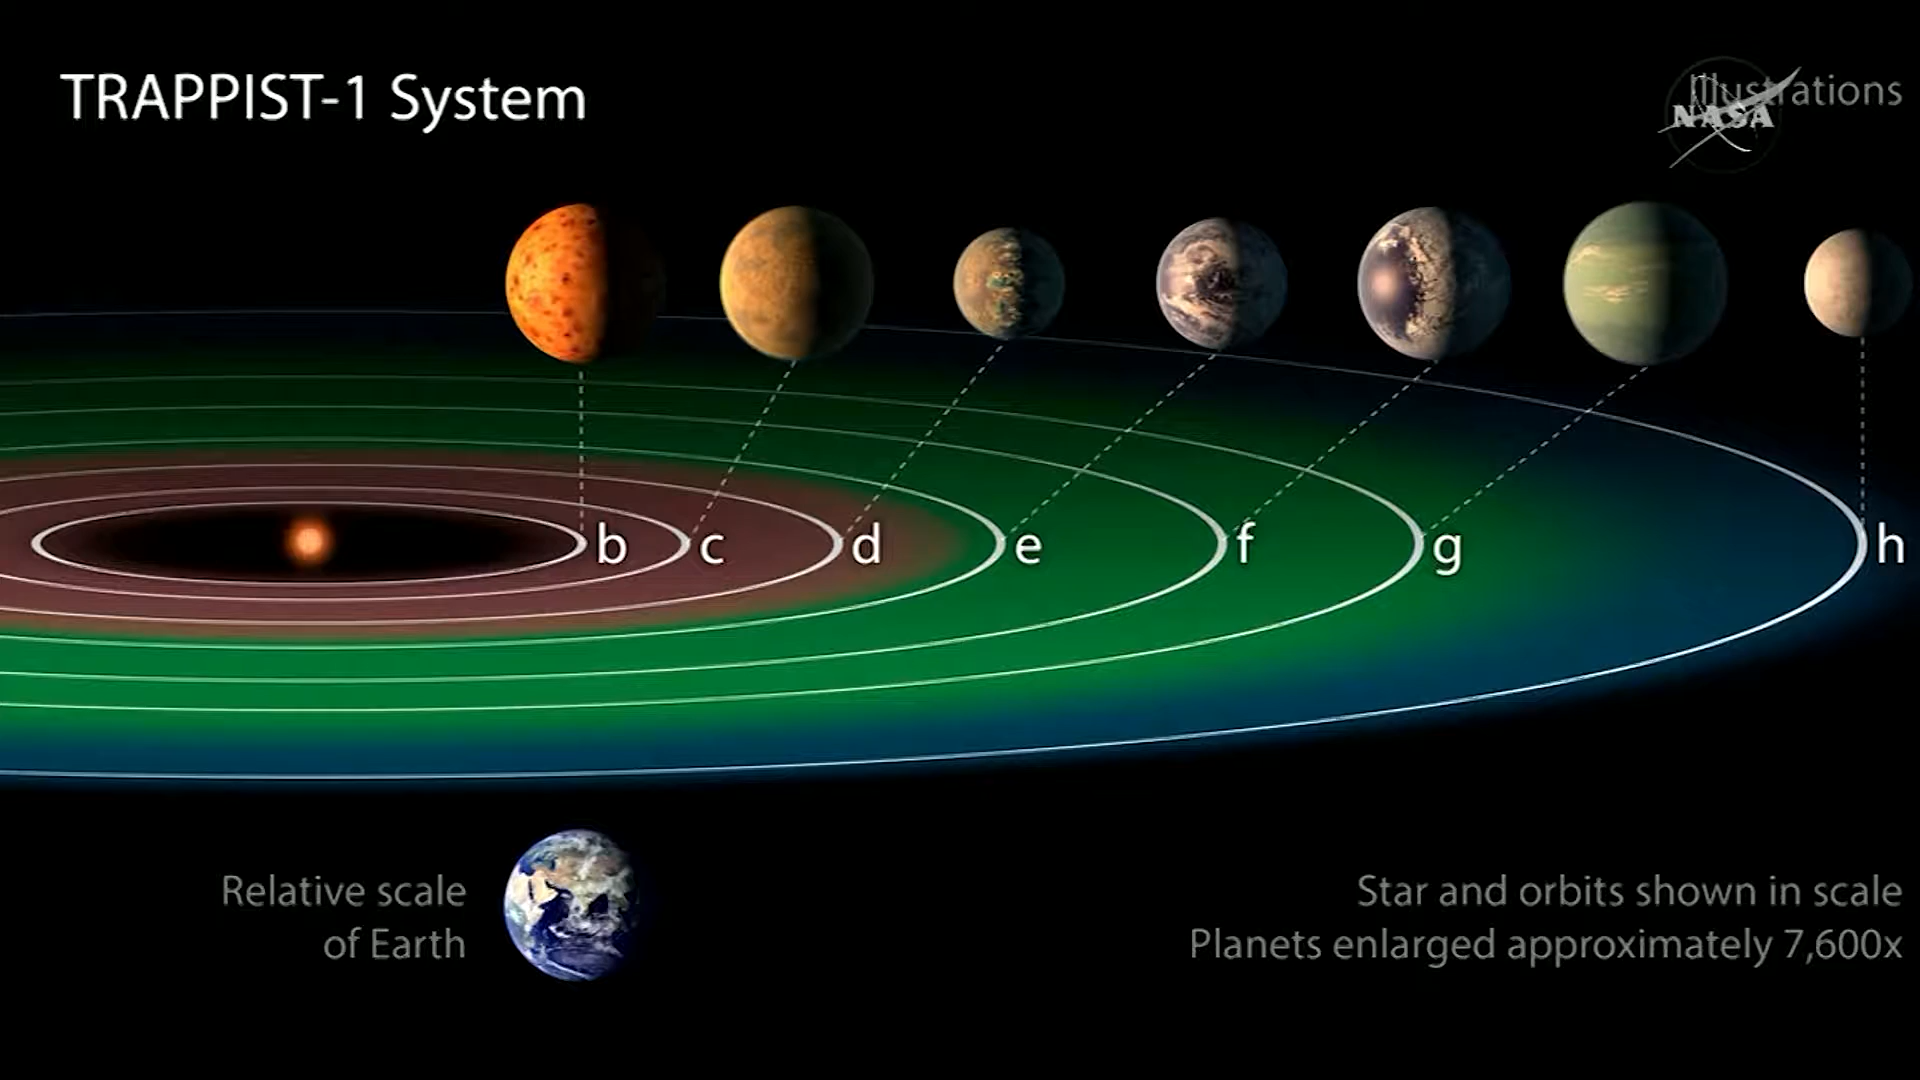 TRAPPIST-1 System
Illustrations
NASA
b
c
d
e
f
g
h
Relative scale
of Earth
Star and orbits shown in scale
Planets enlarged approximately 7,600x